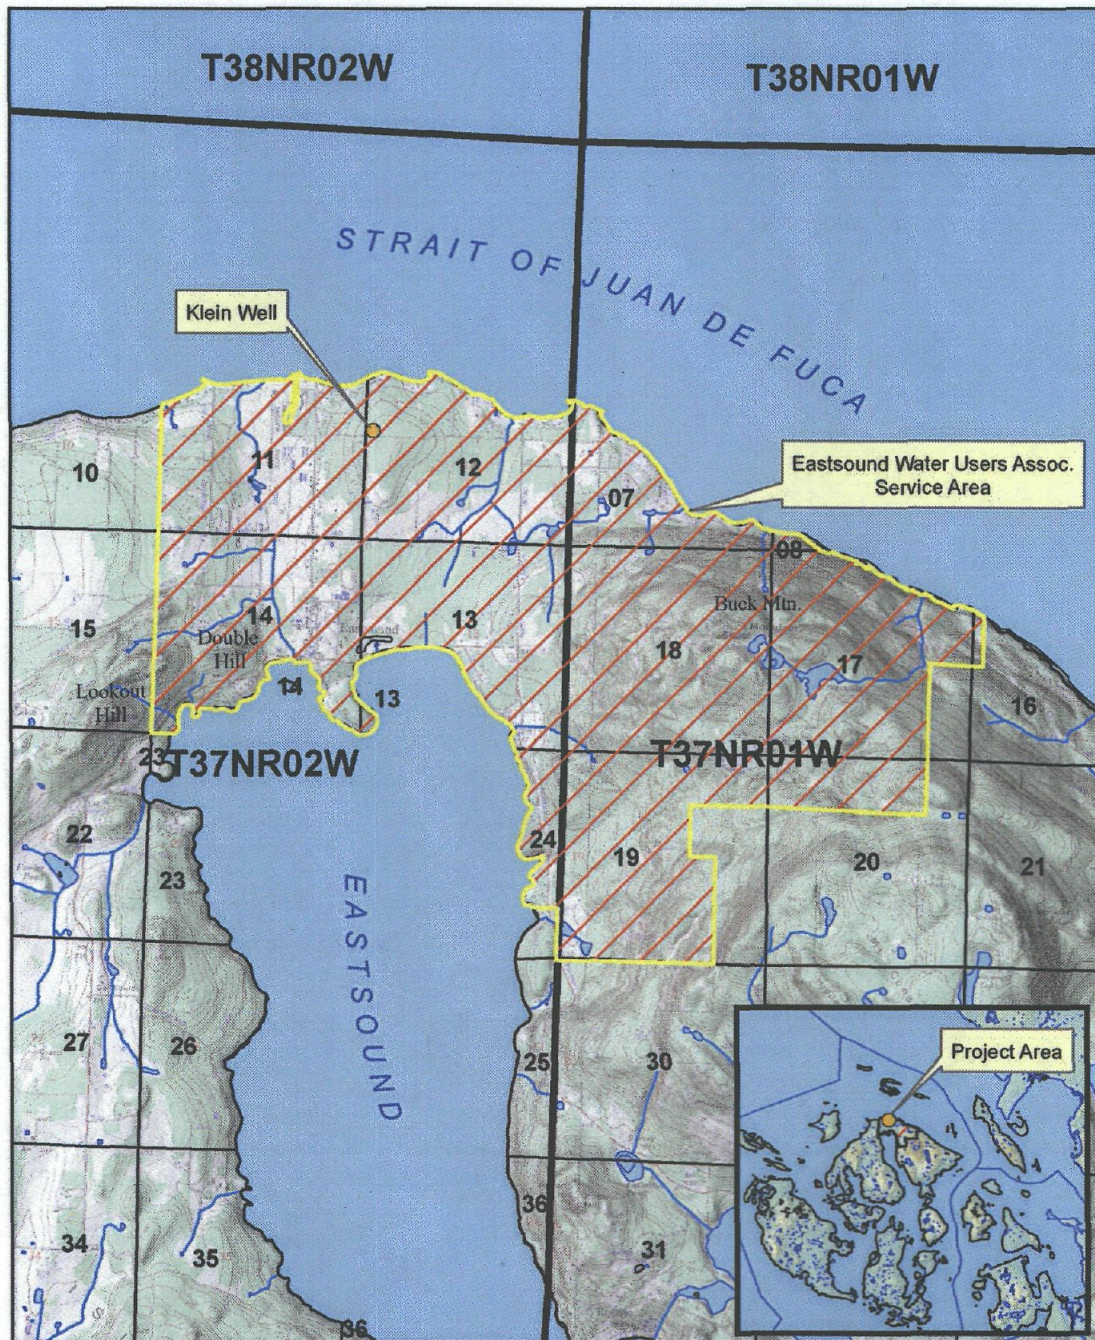 T38NR02W
T38NR01W
STRAIT OF JUAN DE FUCA
Klein Well
Eastsound Water Users Assoc.
Service Area
10
11
12
07
08
15
14
Double
Hill
Eastsound
13
18
Buck Mtn.
17
Lookout
Hill
14
13
16
23
T37NR02W
T37NR01W
22
23
24
19
20
21
EASTSOUND
27
26
25
30
Project Area
34
35
36
31
36